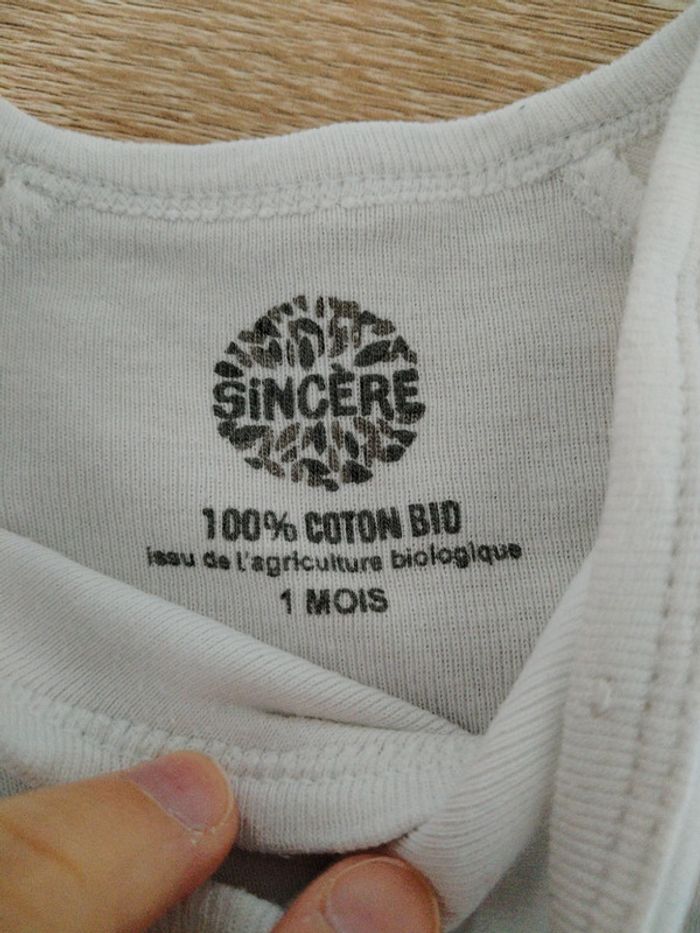 SiNCÈRE
100% COTON BIO
issu de l'agriculture biologique
1 MOIS